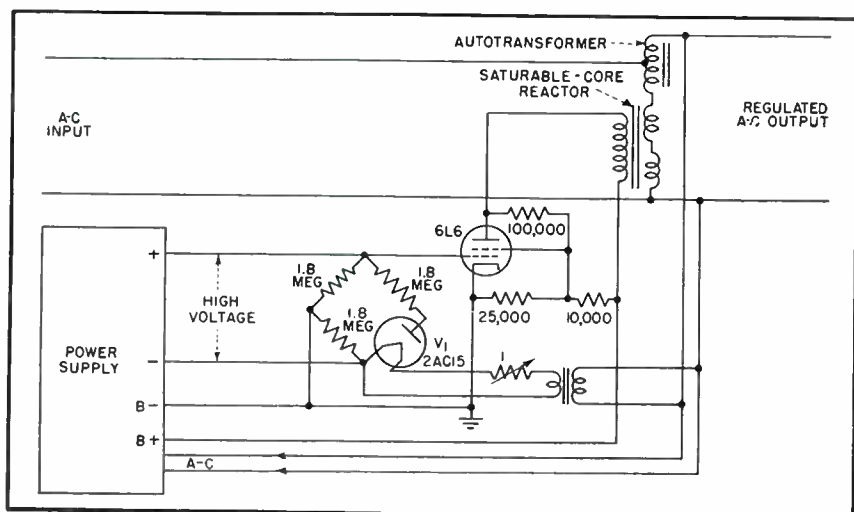 AUTOTRANSFORMER
SATURABLE-CORE
REACTOR
A-C
INPUT
REGULATED
A-C OUTPUT
6L6
100,000
+
1.8
MEG
1.8
MEG
HIGH
VOLTAGE
1.8
MEG
25,000
10,000
V1
2AC15
1
POWER
SUPPLY
−
B −
B +
A-C